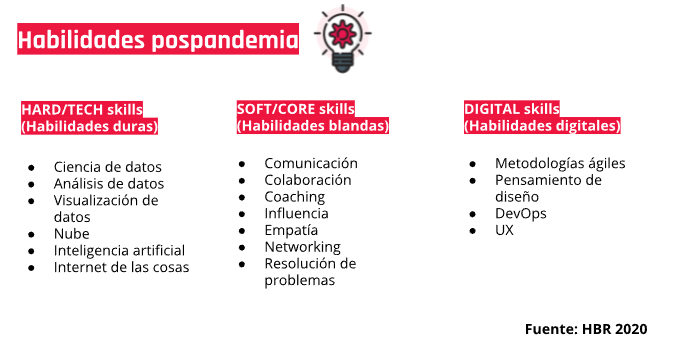 Habilidades pospandemia
HARD/TECH skills
(Habilidades duras)
● Ciencia de datos
● Análisis de datos
● Visualización de
datos
● Nube
● Inteligencia artificial
● Internet de las cosas
SOFT/CORE skills
(Habilidades blandas)
● Comunicación
● Colaboración
● Coaching
● Influencia
● Empatía
● Networking
● Resolución de
problemas
DIGITAL skills
(Habilidades digitales)
● Metodologías ágiles
● Pensamiento de
diseño
● DevOps
● UX
Fuente: HBR 2020